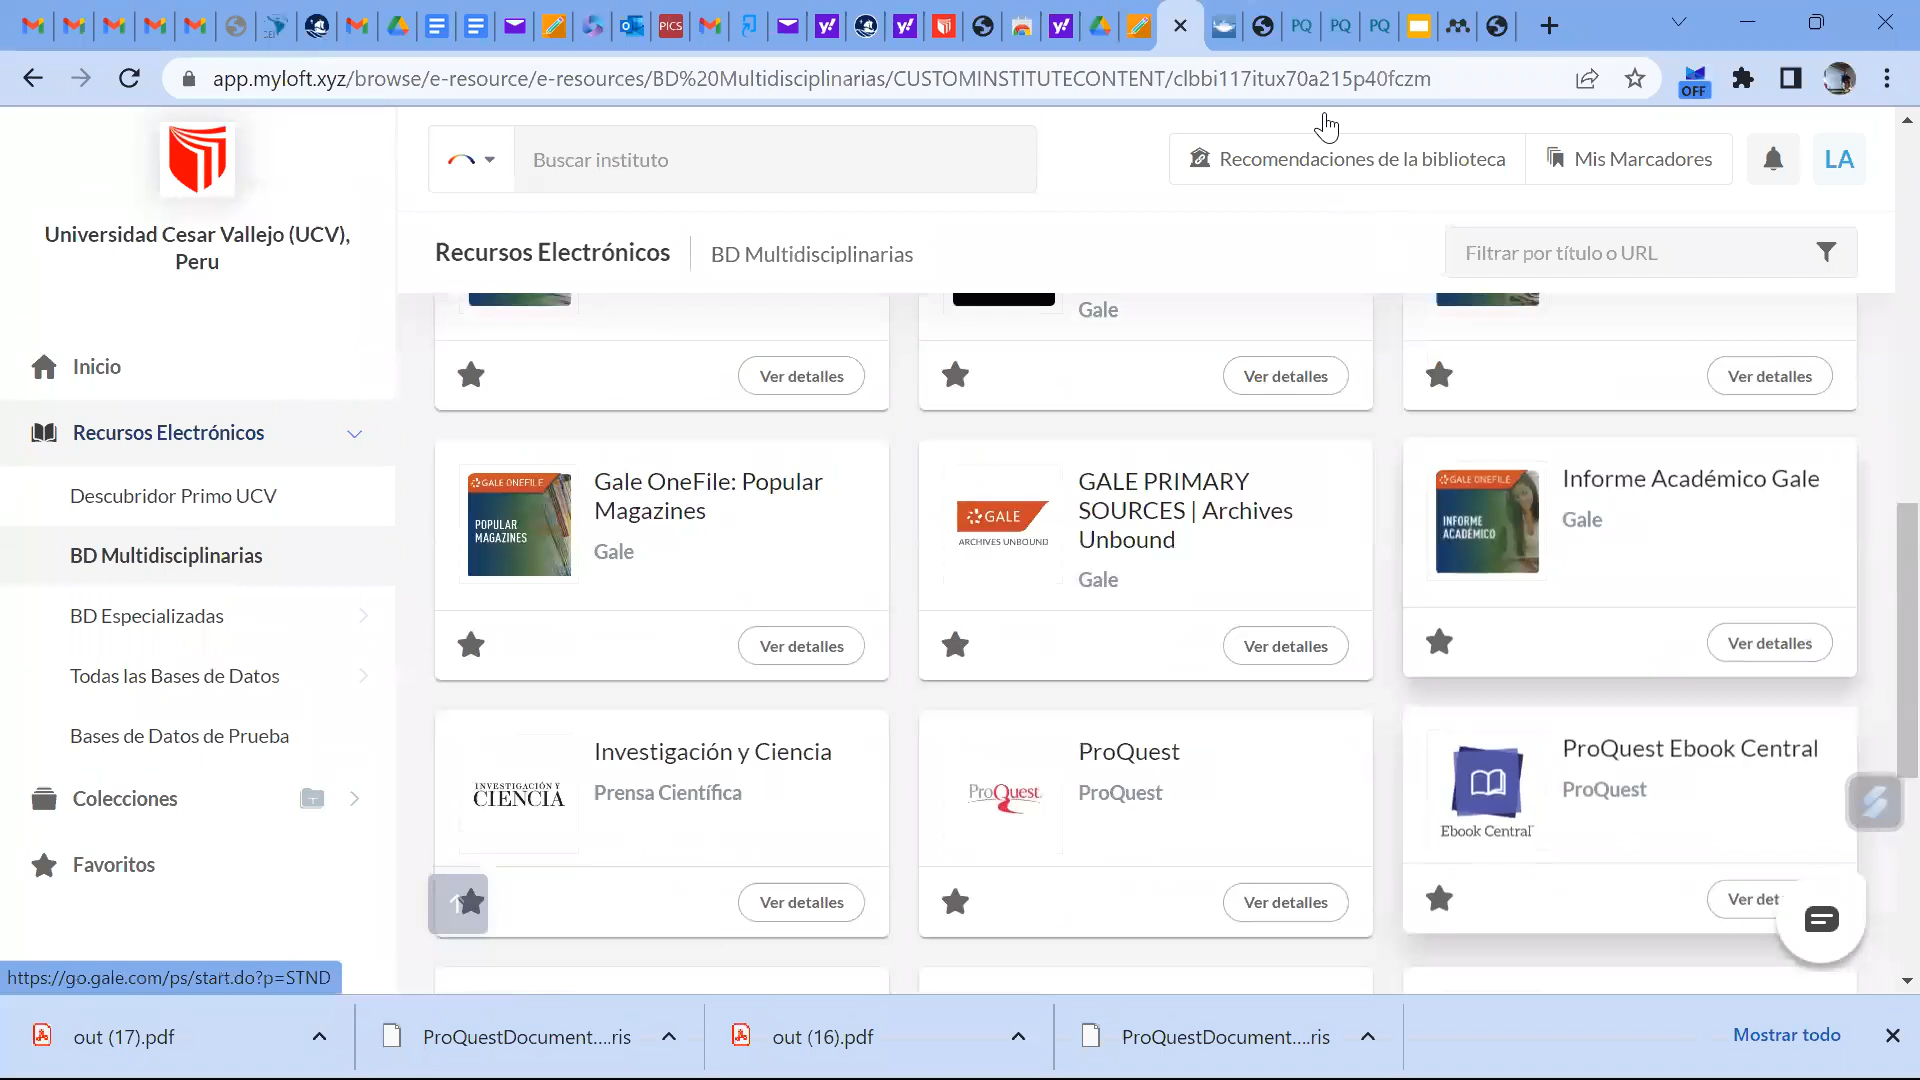 PICS
PQ
PQ
PQ
app.myloft.xyz/browse/e-resource/e-resources/BD%20Multidisciplinarias/CUSTOMINSTITUTECONTENT/clbbi117itux70a215p40fczm
OFF
Universidad Cesar Vallejo (UCV),
Peru
Buscar instituto
Recomendaciones de la biblioteca
Mis Marcadores
LA
Recursos Electrónicos
BD Multidisciplinarias
Filtrar por título o URL
Inicio
Recursos Electrónicos
Descubridor Primo UCV
BD Multidisciplinarias
BD Especializadas
Todas las Bases de Datos
Bases de Datos de Prueba
Colecciones
Favoritos
Gale
Ver detalles
Ver detalles
Ver detalles
GALE ONEFILE
POPULAR
MAGAZINES
Gale OneFile: Popular
Magazines
Gale
Ver detalles
GALE
ARCHIVES UNBOUND
GALE PRIMARY
SOURCES | Archives
Unbound
Gale
Ver detalles
GALE ONEFILE
INFORME
ACADÉMICO
Informe Académico Gale
Gale
Ver detalles
INVESTIGACIÓN Y
CIENCIA
Investigación y Ciencia
Prensa Científica
Ver detalles
ProQuest
ProQuest
ProQuest
Ver detalles
Ebook Central
ProQuest Ebook Central
ProQuest
Ver det
https://go.gale.com/ps/start.do?p=STND
out (17).pdf
ProQuestDocument....ris
out (16).pdf
ProQuestDocument....ris
Mostrar todo